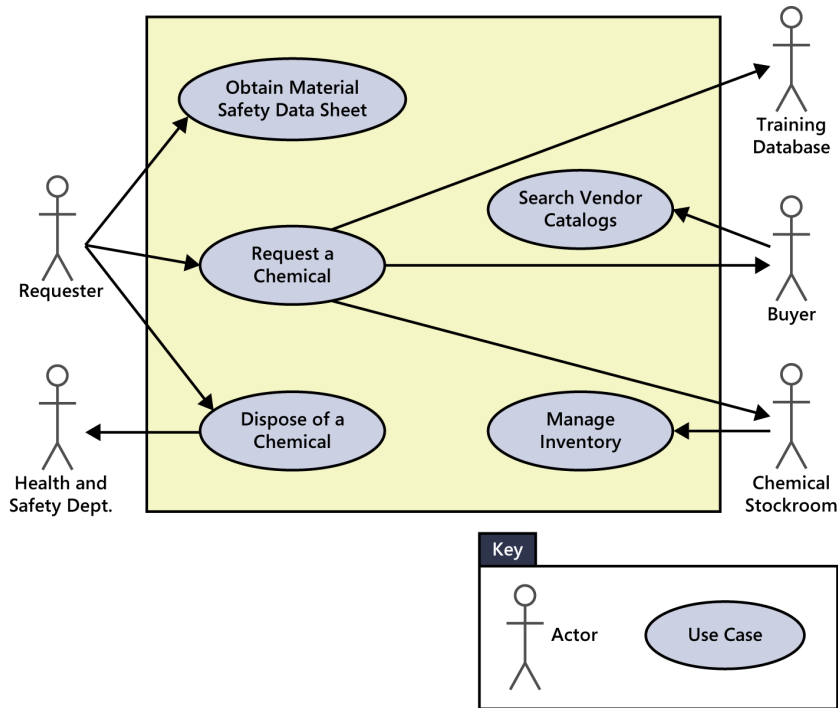 Obtain Material
Safety Data Sheet
Training
Database
Search Vendor
Catalogs
Request a
Chemical
Requester
Buyer
Dispose of a
Chemical
Manage
Inventory
Health and
Safety Dept.
Chemical
Stockroom
Key
Actor
Use Case